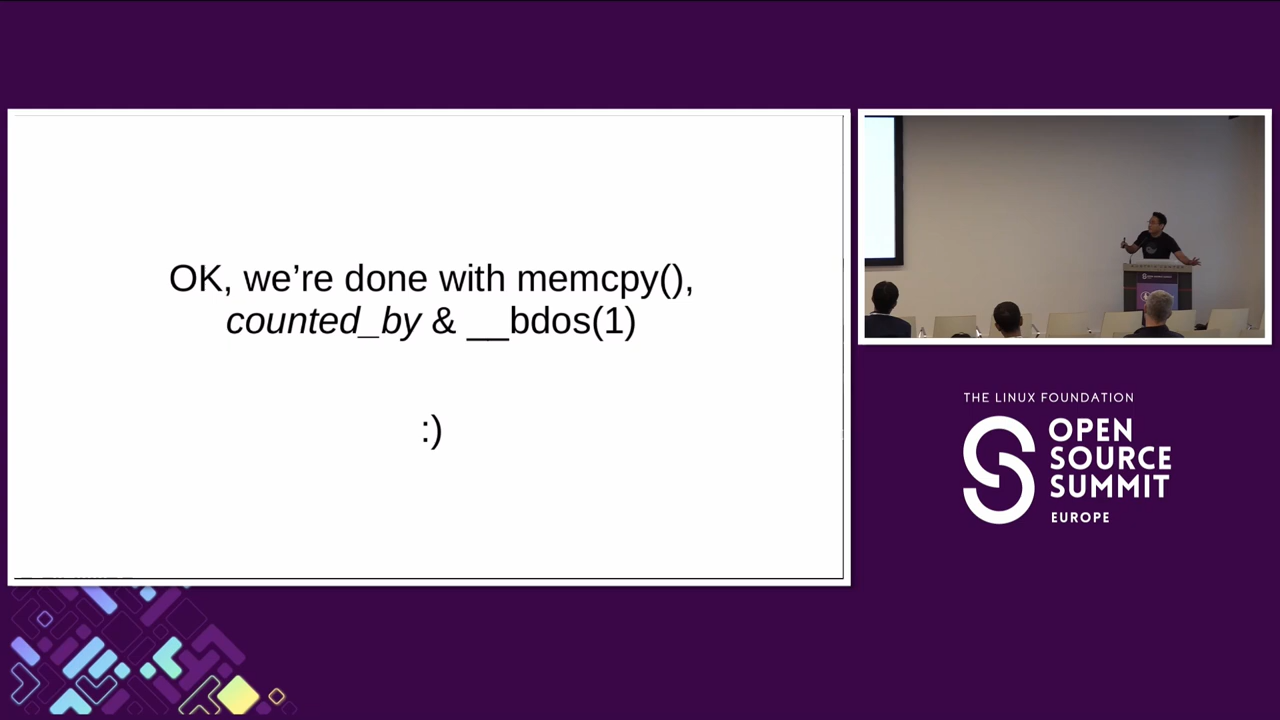 OK, we’re done with memcpy(),
counted_by & __bdos(1)
:)
THE LINUX FOUNDATION
OPEN
SOURCE
SUMMIT
EUROPE